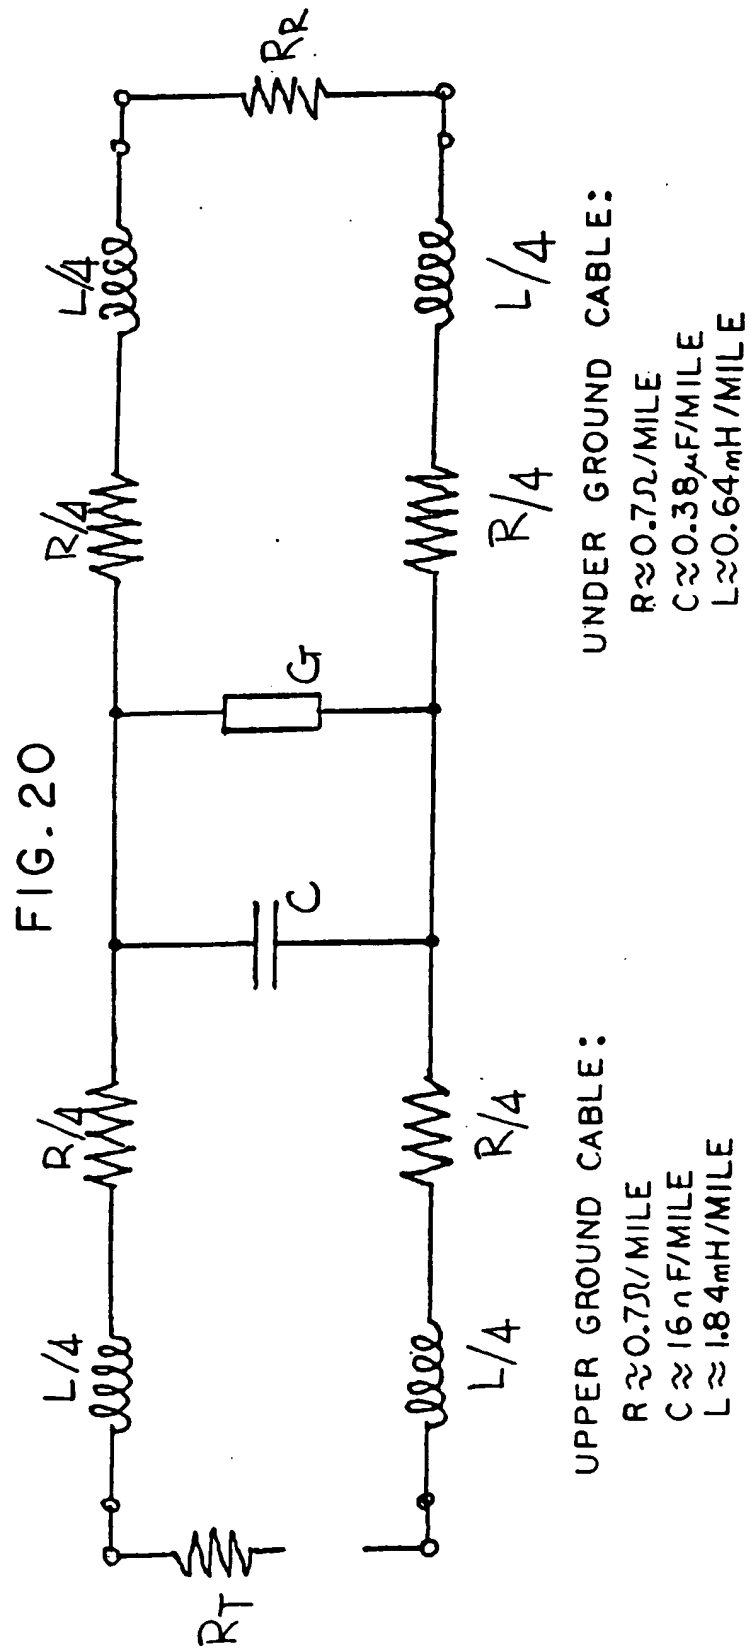 FIG. 20
L/4
R/4
R/4
L/4
RT
C
G
RR
L/4
R/4
R/4
L/4
UPPER GROUND CABLE:
R≈0.7Ω/MILE
C≈16nF/MILE
L≈1.84mH/MILE
UNDER GROUND CABLE:
R≈0.7Ω/MILE
C≈0.38μF/MILE
L≈0.64mH/MILE